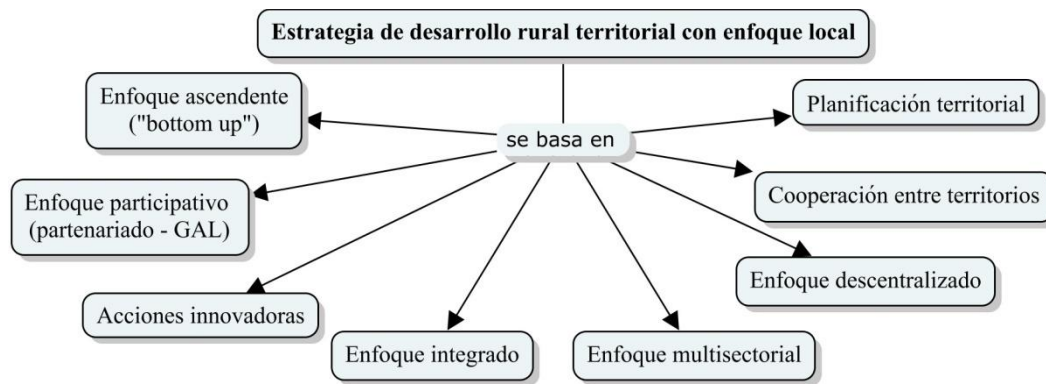 Estrategia de desarrollo rural territorial con enfoque local
Enfoque ascendente
("bottom up")
Planificación territorial
se basa en
Enfoque participativo
(partenariado - GAL)
Cooperación entre territorios
Enfoque descentralizado
Acciones innovadoras
Enfoque integrado
Enfoque multisectorial